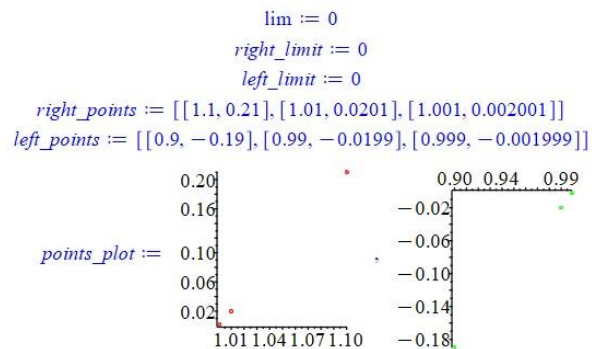 lim := 0
right_limit := 0
left_limit := 0
right_points := [[1.1, 0.21], [1.01, 0.0201], [1.001, 0.002001]]
left_points := [[0.9, −0.19], [0.99, −0.0199], [0.999, −0.001999]]
points_plot := ,
0.20
0.16
0.10
0.06
0.02
1.01 1.04 1.07 1.10
0.90 0.94 0.99
−0.02
−0.06
−0.10
−0.14
−0.18